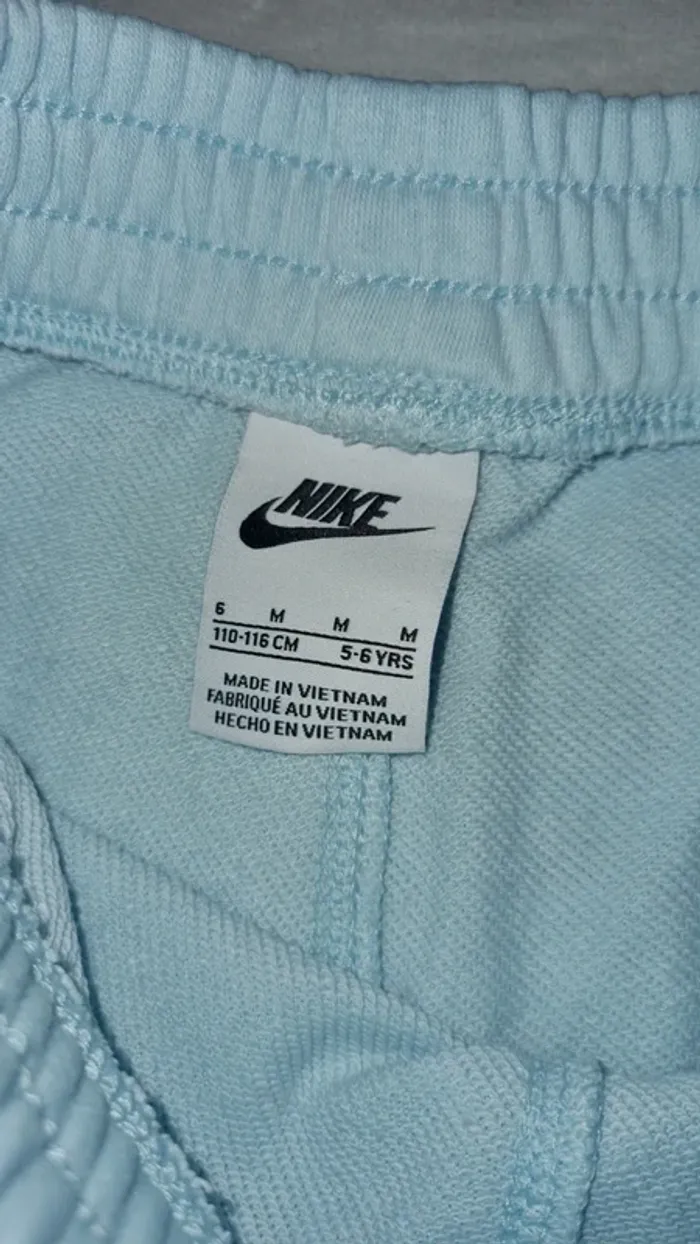 NIKE
6 M M M
110-116 CM 5-6 YRS
MADE IN VIETNAM
FABRIQUÉ AU VIETNAM
HECHO EN VIETNAM